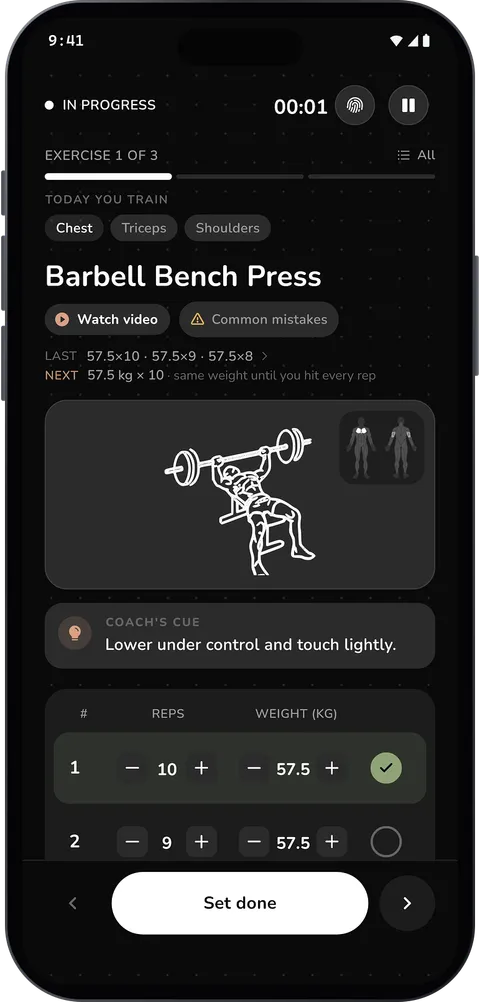 9:41
IN PROGRESS 00:01
EXERCISE 1 OF 3 All
TODAY YOU TRAIN
Chest Triceps Shoulders
Barbell Bench Press
Watch video Common mistakes
LAST 57.5×10 · 57.5×9 · 57.5×8 >
NEXT 57.5 kg × 10 · same weight until you hit every rep
COACH'S CUE
Lower under control and touch lightly.
# REPS WEIGHT (KG)
1 − 10 + − 57.5 +
2 − 9 + − 57.5 +
Set done